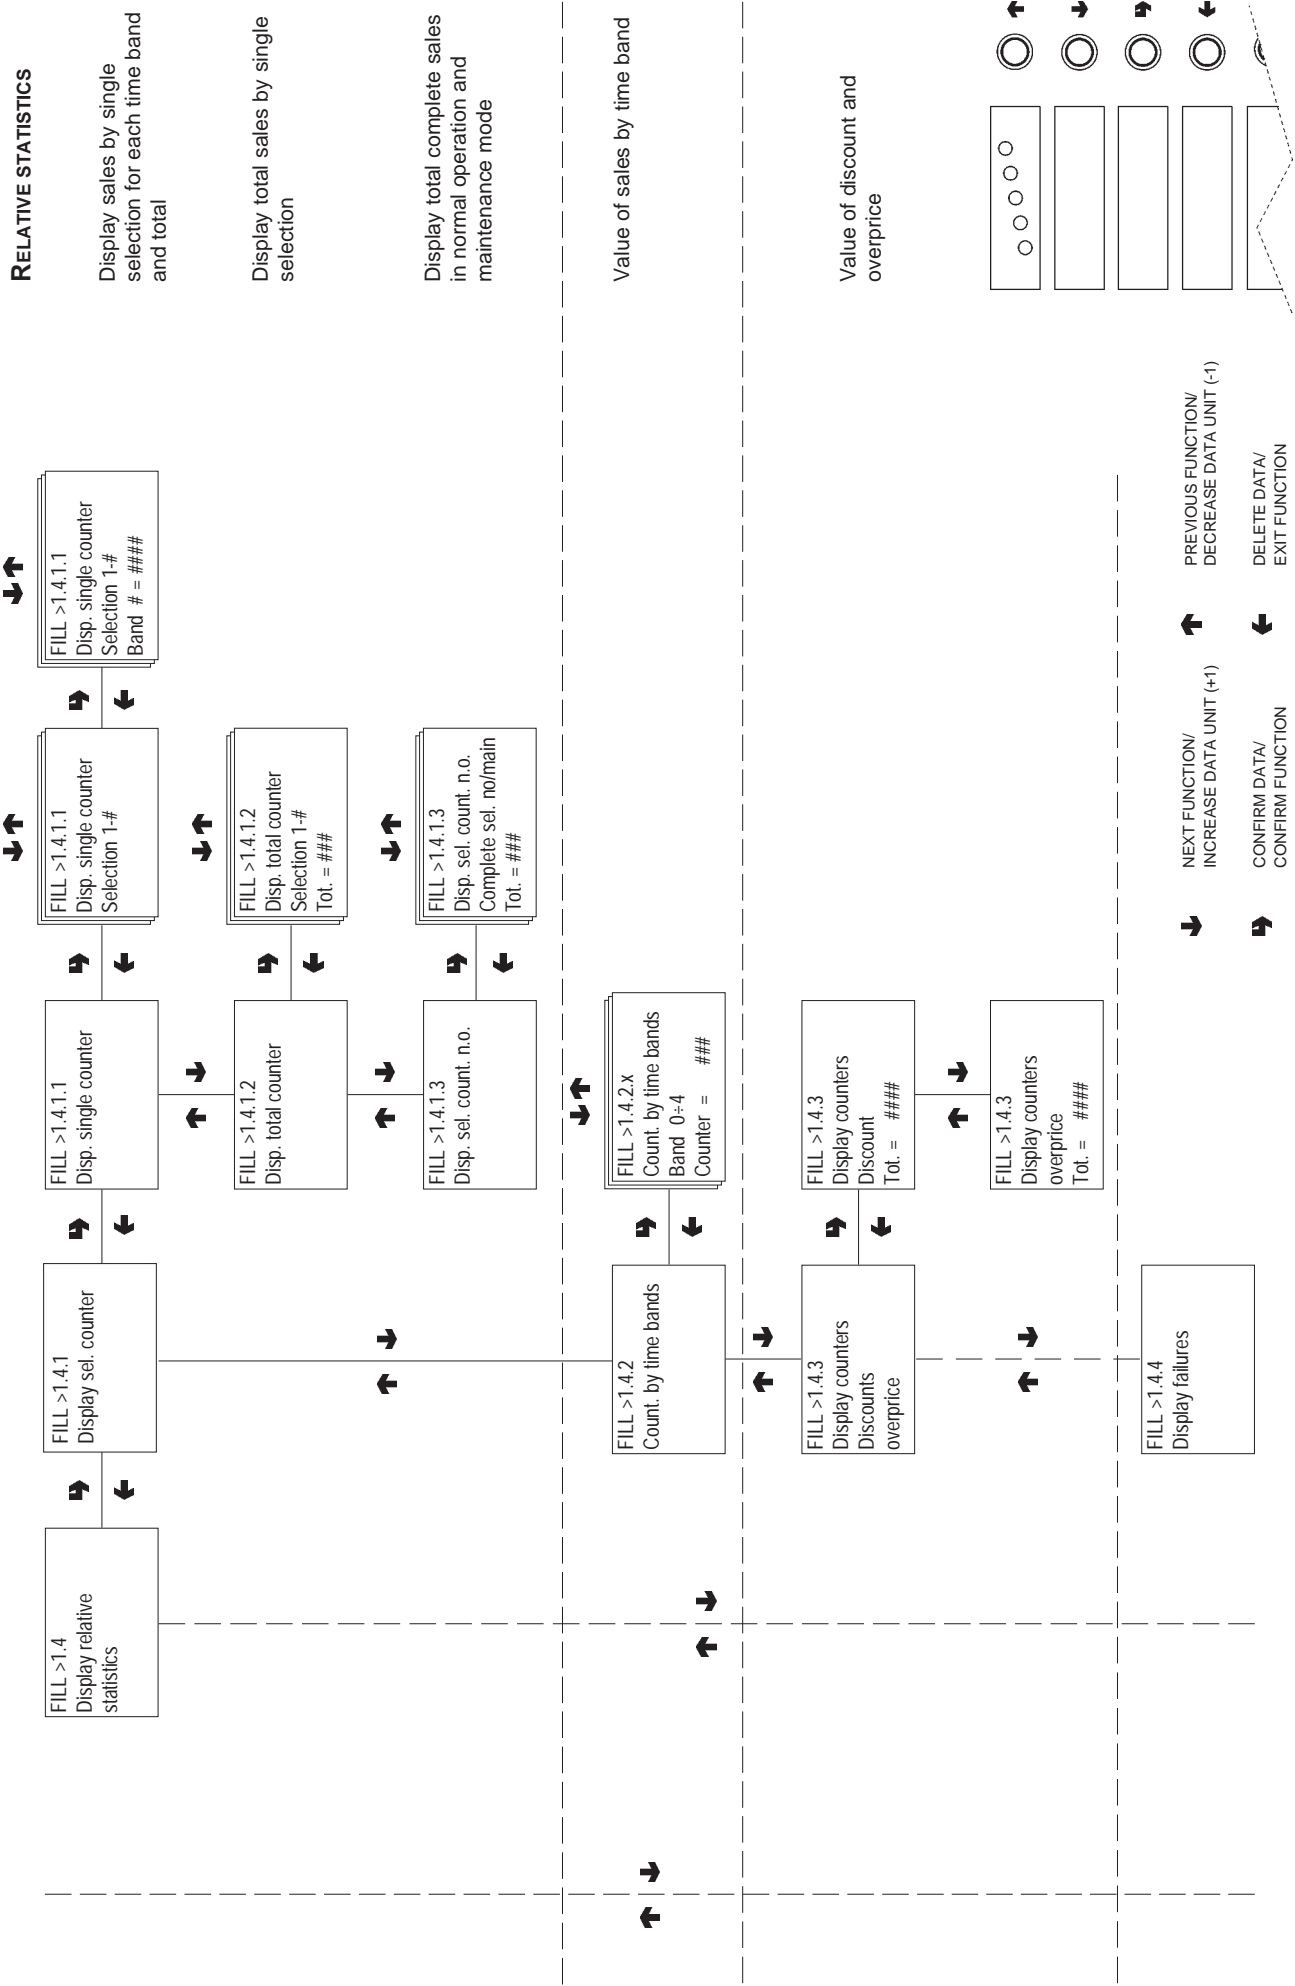 RELATIVE STATISTICS
FILL >1.4
Display relative
statistics
FILL >1.4.1
Display sel. counter
FILL >1.4.1.1
Disp. single counter
FILL >1.4.1.1
Disp. single counter
Selection 1-#
FILL >1.4.1.1
Disp. single counter
Selection 1-#
Band # = ####
Display sales by single
selection for each time band
and total
FILL >1.4.1.2
Disp. total counter
FILL >1.4.1.2
Disp. total counter
Selection 1-#
Tot. = ###
Display total sales by single
selection
FILL >1.4.1.3
Disp. sel. count. n.o.
FILL >1.4.1.3
Disp. sel. count. n.o.
Complete sel. no/main
Tot. = ###
Display total complete sales
in normal operation and
maintenance mode
FILL >1.4.2
Count. by time bands
FILL >1.4.2.x
Count. by time bands
Band 0÷4
Counter = ###
Value of sales by time band
FILL >1.4.3
Display counters
Discounts
overprice
FILL >1.4.3
Display counters
Discount
Tot. = ####
Value of discount and
overprice
FILL >1.4.3
Display counters
overprice
Tot. = ####
FILL >1.4.4
Display failures
NEXT FUNCTION/
INCREASE DATA UNIT (+1)
PREVIOUS FUNCTION/
DECREASE DATA UNIT (-1)
CONFIRM DATA/
CONFIRM FUNCTION
DELETE DATA/
EXIT FUNCTION